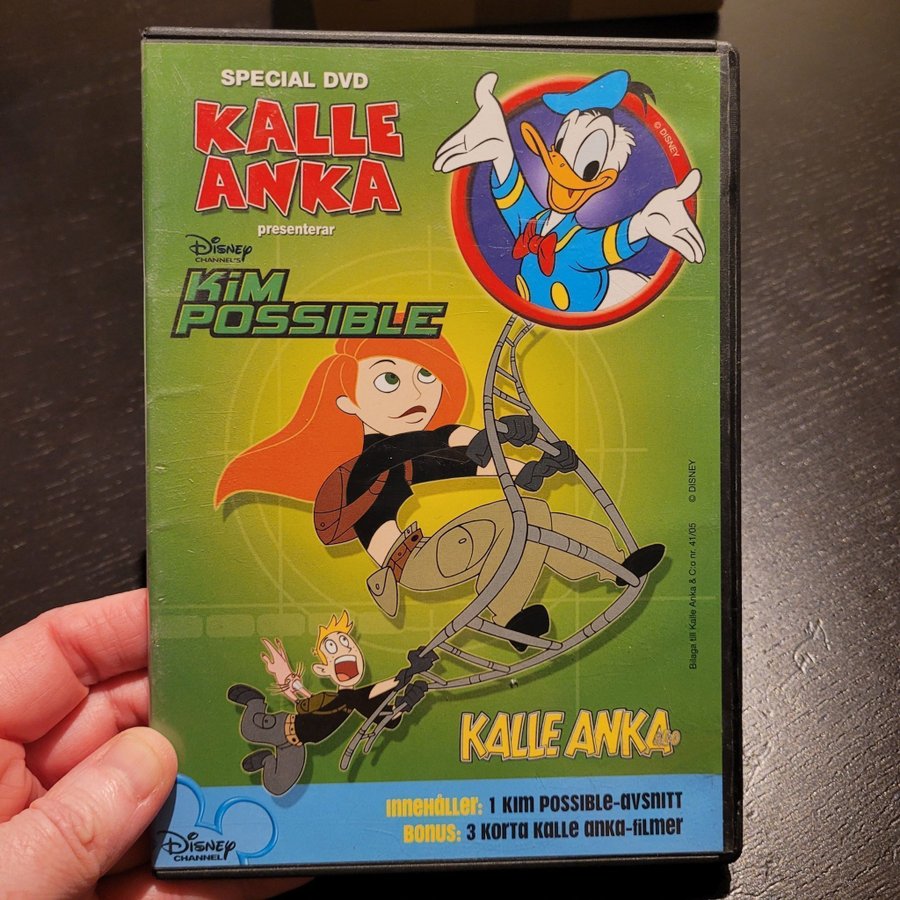 SPECIAL DVD
KALLE
ANKA
presenterar
© DISNEY
Disney
CHANNEL'S
KiM
POSSIBLE
Bilaga till Kalle Anka & C:o nr. 41/05 © DISNEY
KALLE ANKA &C:O
innehåller: 1 Kim Possible-avsnitt
Bonus: 3 korta Kalle Anka-filmer
Disney
CHANNEL